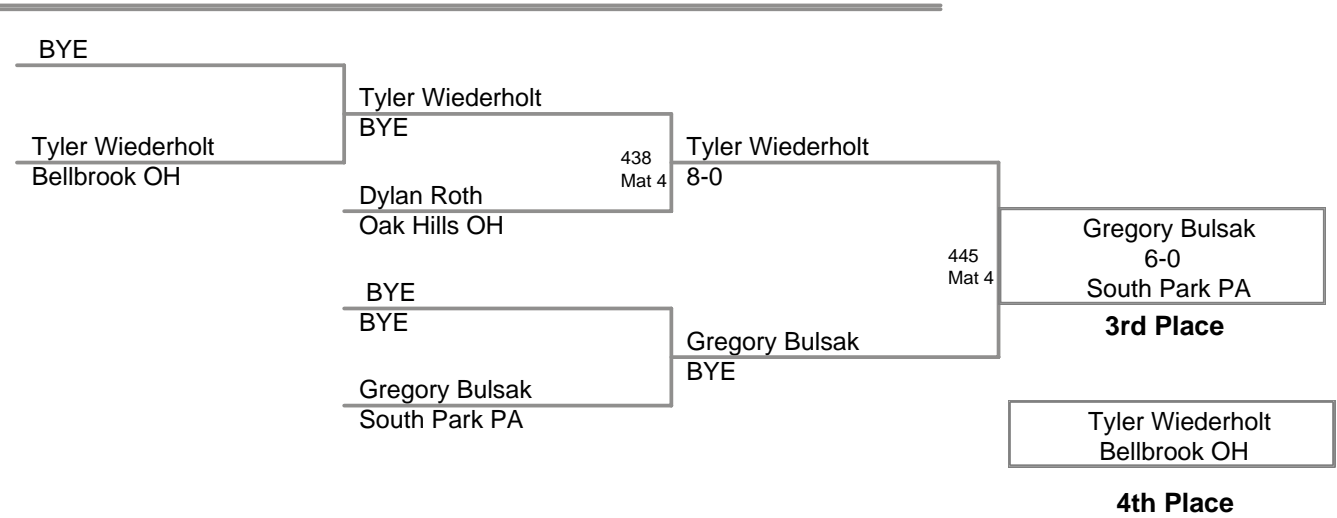 BYE
Tyler Wiederholt
Bellbrook OH
Tyler Wiederholt
BYE
Dylan Roth
Oak Hills OH
BYE
BYE
Gregory Bulsak
South Park PA
438
Mat 4
Tyler Wiederholt
8-0
Gregory Bulsak
BYE
445
Mat 4
Gregory Bulsak
6-0
South Park PA
3rd Place
Tyler Wiederholt
Bellbrook OH
4th Place